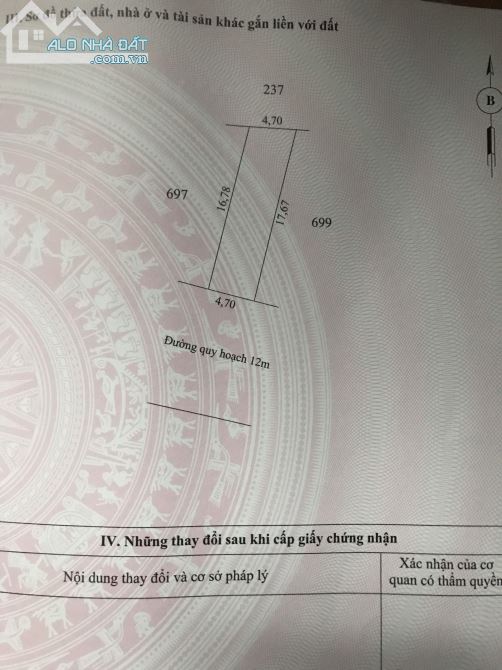 III. Sơ đồ thửa đất, nhà ở và tài sản khác gắn liền với đất
ALO NHÀ ĐẤT
.com.vn
237
4,70
B
697
16,78
17,67
699
4,70
Đường quy hoạch 12m
IV. Những thay đổi sau khi cấp giấy chứng nhận
Nội dung thay đổi và cơ sở pháp lý
Xác nhận của cơ
quan có thẩm quyền